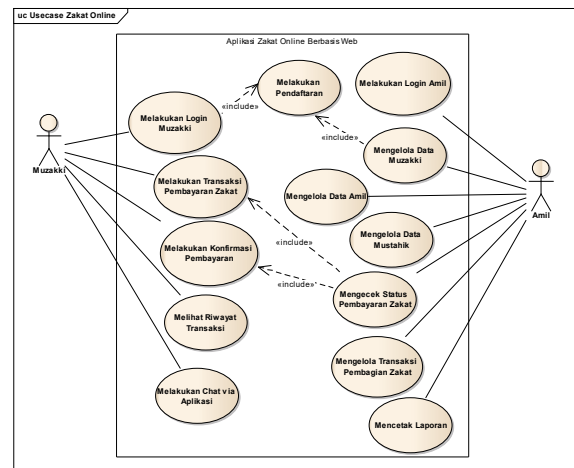 uc Usecase Zakat Online
Aplikasi Zakat Online Berbasis Web
Melakukan
Pendaftaran
Melakukan Login Amil
«include»
Melakukan Login
Muzakki
«include»
Mengelola Data
Muzakki
Muzakki
Melakukan Transaksi
Pembayaran Zakat
Mengelola Data Amil
Amil
Mengelola Data
Mustahik
«include»
Melakukan Konfirmasi
Pembayaran
«include»
Mengecek Status
Pembayaran Zakat
Melihat Riwayat
Transaksi
Mengelola Transaksi
Pembagian Zakat
Melakukan Chat via
Aplikasi
Mencetak Laporan